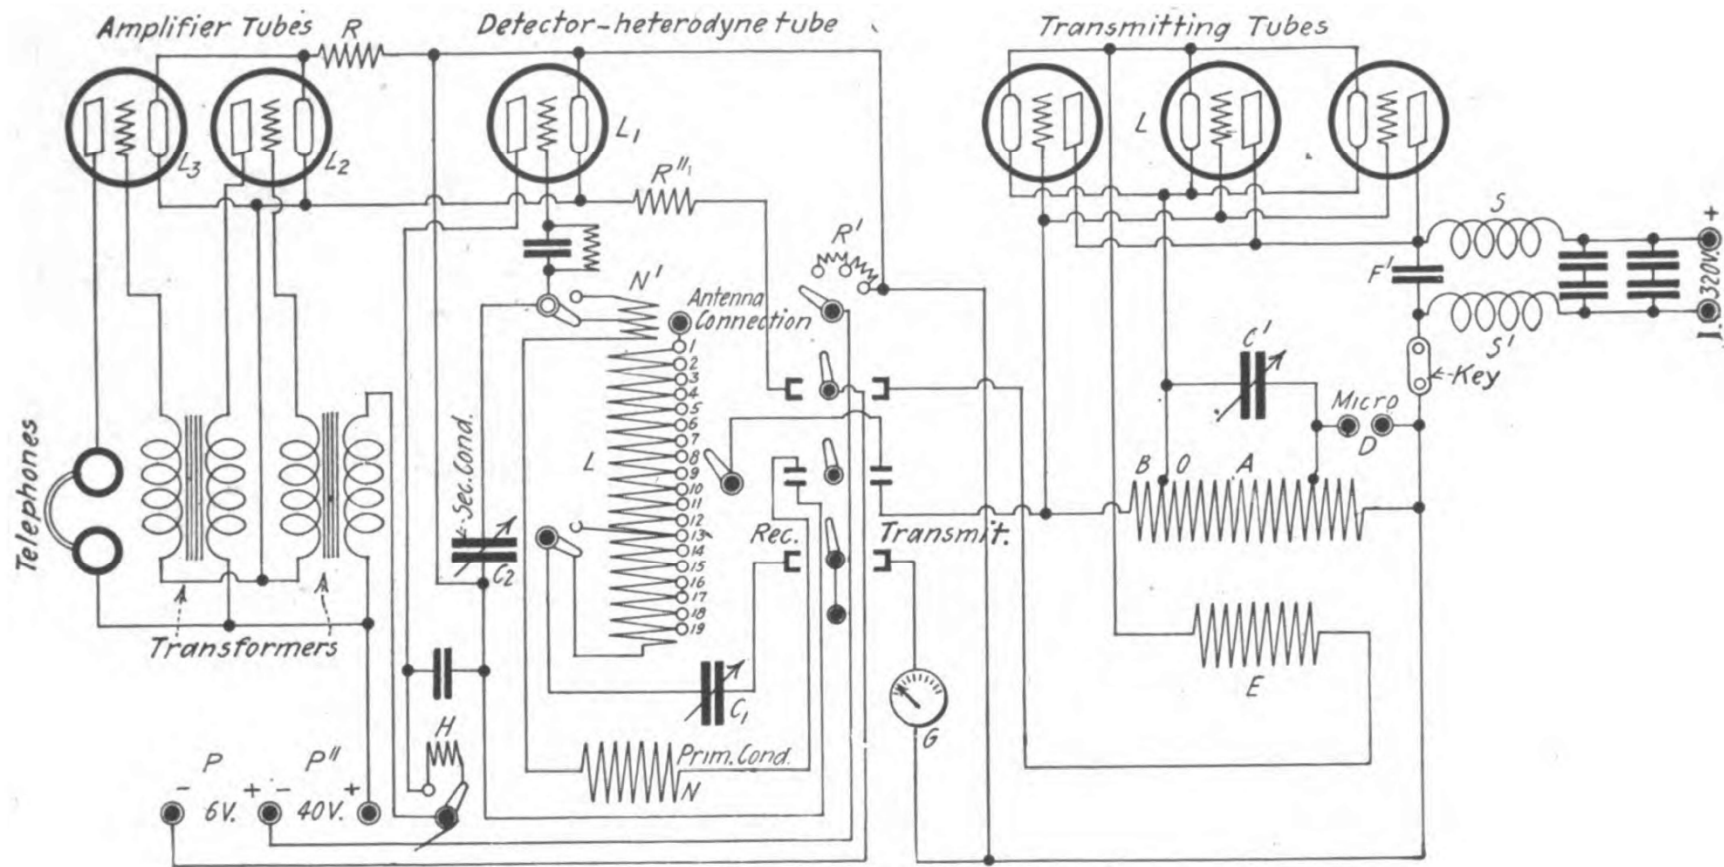 Amplifier Tubes
R
Detector-heterodyne tube
Transmitting Tubes
L3
L2
L1
L
R"1
S
+
R'
320V.
F'
N'
Antenna
Connection
S'
C'
Key
1
2
3
4
5
6
7
8
9
10
11
12
13
14
15
16
17
18
19
Micro
D
Telephones
Sec. Cond.
L
B O A
Rec.
Transmit.
C2
A
A
Transformers
C1
E
G
H
Prim. Cond.
N
P
P"
- + - +
6V.
40V.